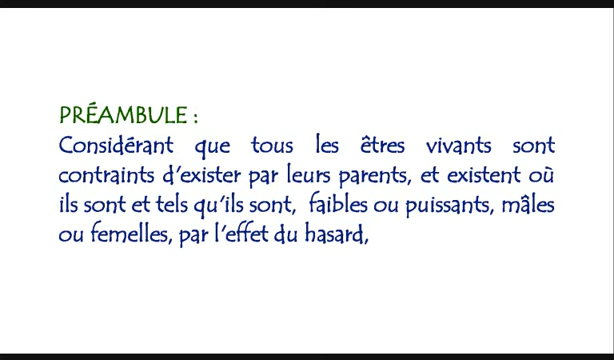 PRÉAMBULE :
Considérant que tous les êtres vivants sont
contraints d'exister par leurs parents, et existent où
ils sont et tels qu'ils sont, faibles ou puissants, mâles
ou femelles, par l'effet du hasard,